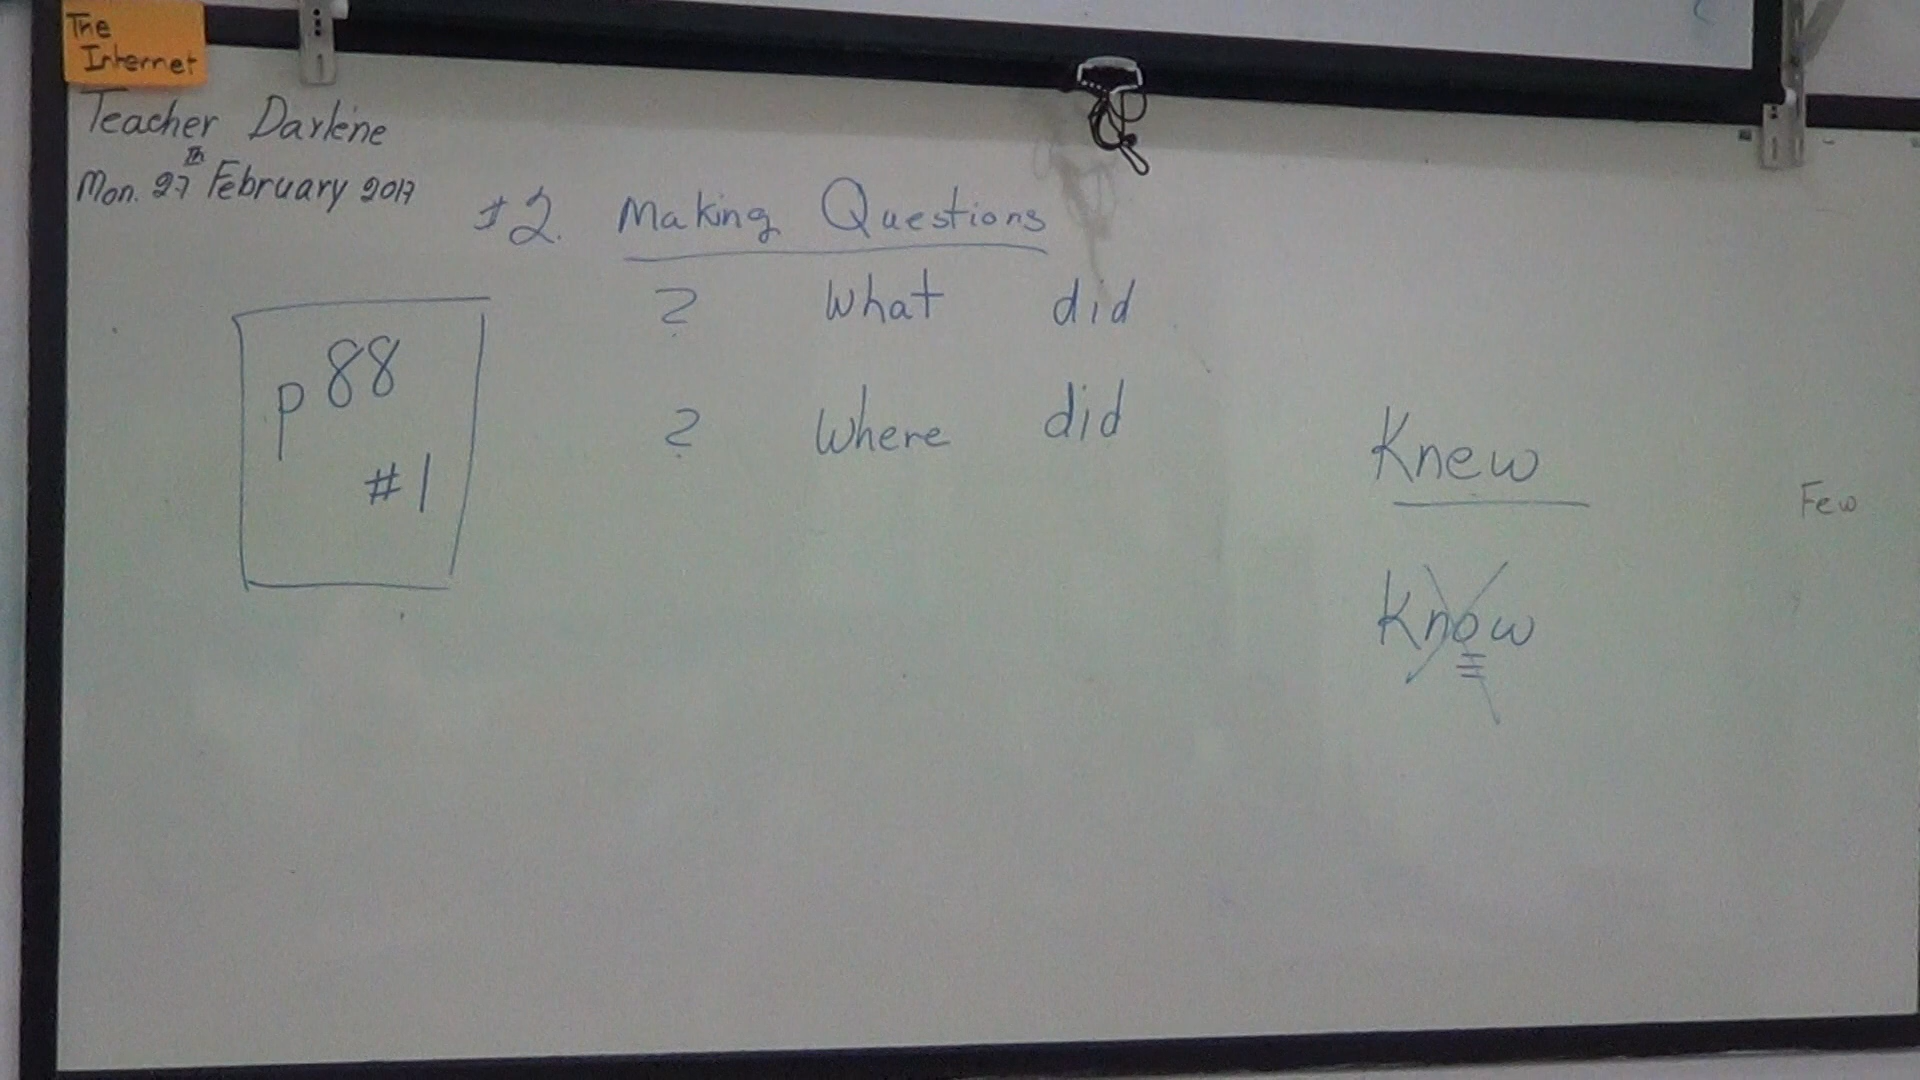 The
Internet
Teacher Darlene
Mon. 27th February 2017
#2. Making Questions
? What did
? Where did
p 88
#1
Knew
Know
Few